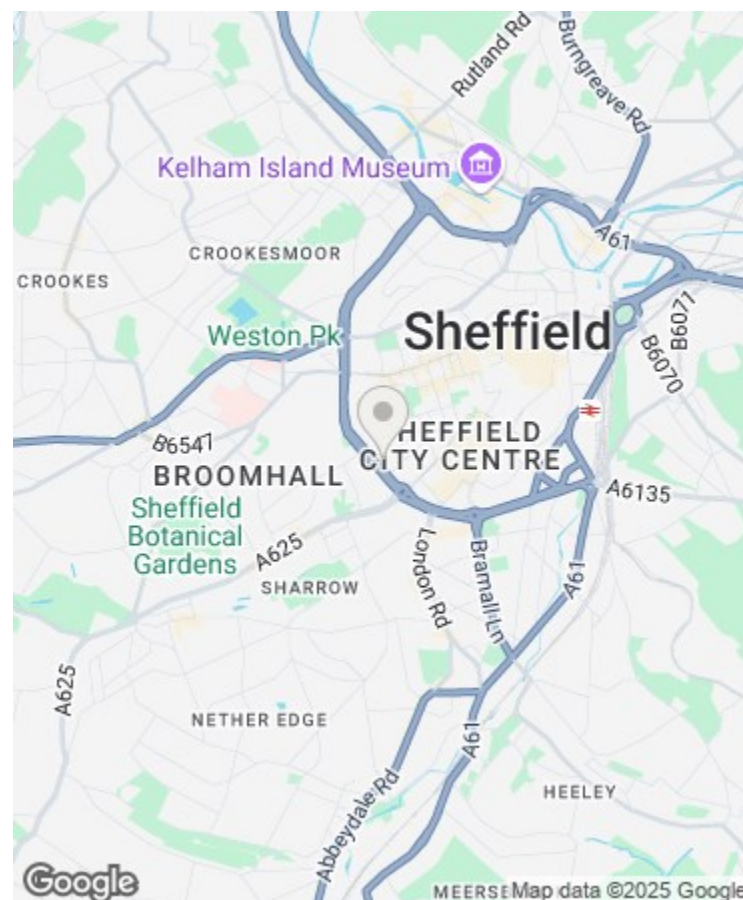 Rutland Rd
Burngreave Rd
Kelham Island Museum
A61
CROOKESMOOR
CROOKES
B6071
Weston Pk
Sheffield
B6070
HEFFIELD
CITY CENTRE
B6547
BROOMHALL
A6135
Sheffield
Botanical
Gardens
A625
London Rd
Bramall Ln
A61
SHARROW
A625
NETHER EDGE
A61
Abbeydale Rd
HEELEY
Google
MEERSE
Map data ©2025 Google